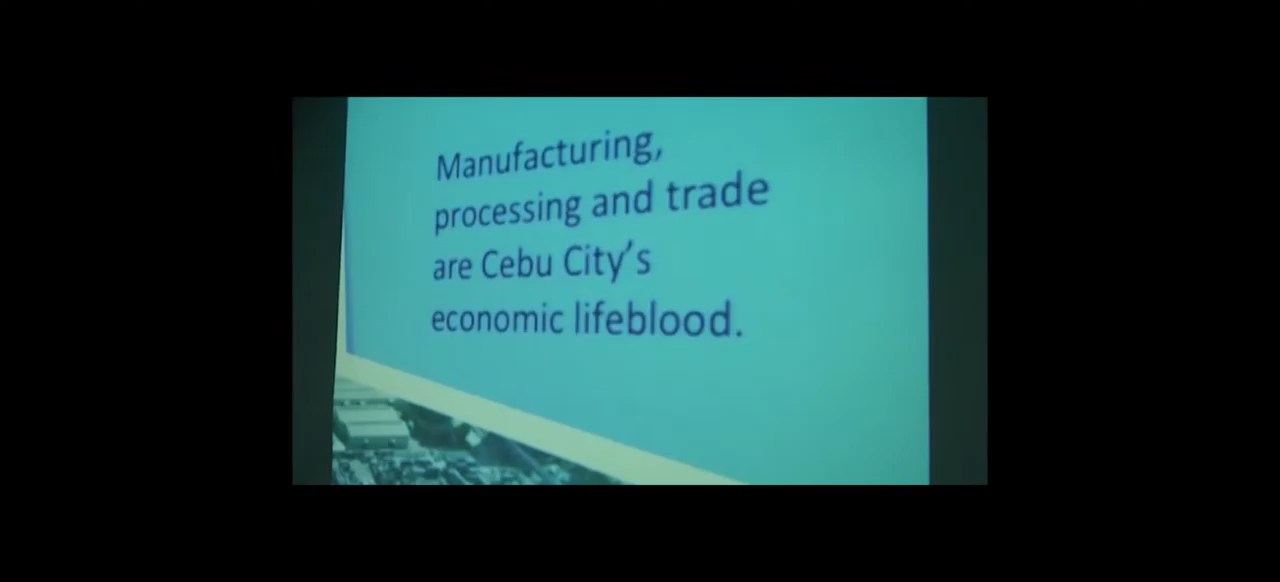 Manufacturing,
processing and trade
are Cebu City's
economic lifeblood.